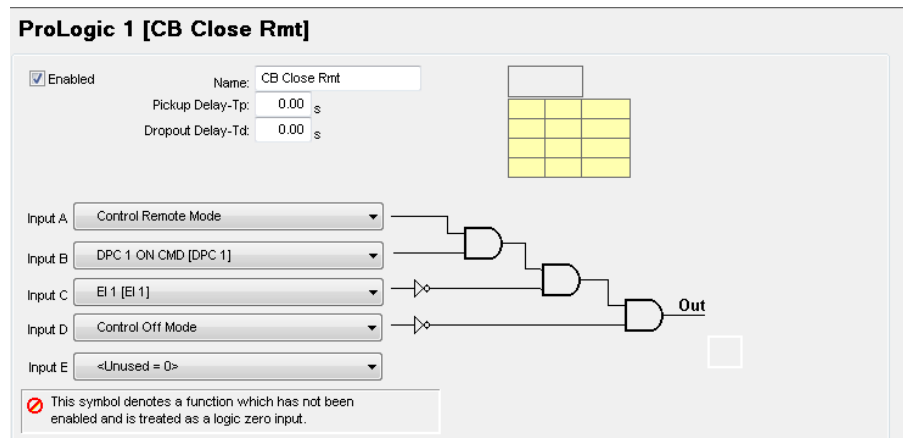 ProLogic 1 [CB Close Rmt]
Enabled
Name: CB Close Rmt
Pickup Delay-Tp: 0.00 s
Dropout Delay-Td: 0.00 s
Input A Control Remote Mode
Input B DPC 1 ON CMD [DPC 1]
Input C EI 1 [EI 1]
Input D Control Off Mode
Out
Input E <Unused = 0>
This symbol denotes a function which has not been
enabled and is treated as a logic zero input.